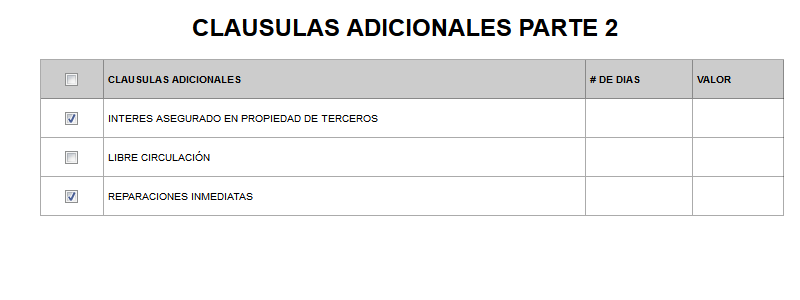 CLAUSULAS ADICIONALES PARTE 2
CLAUSULAS ADICIONALES # DE DIAS VALOR
INTERES ASEGURADO EN PROPIEDAD DE TERCEROS
LIBRE CIRCULACIÓN
REPARACIONES INMEDIATAS